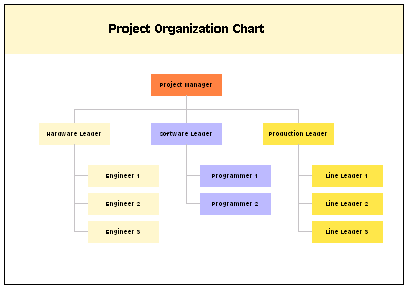 Project Organization Chart
Project Manager
Hardware Leader
Software Leader
Production Leader
Engineer 1
Programmer 1
Line Leader 1
Engineer 2
Programmer 2
Line Leader 2
Engineer 3
Line Leader 3